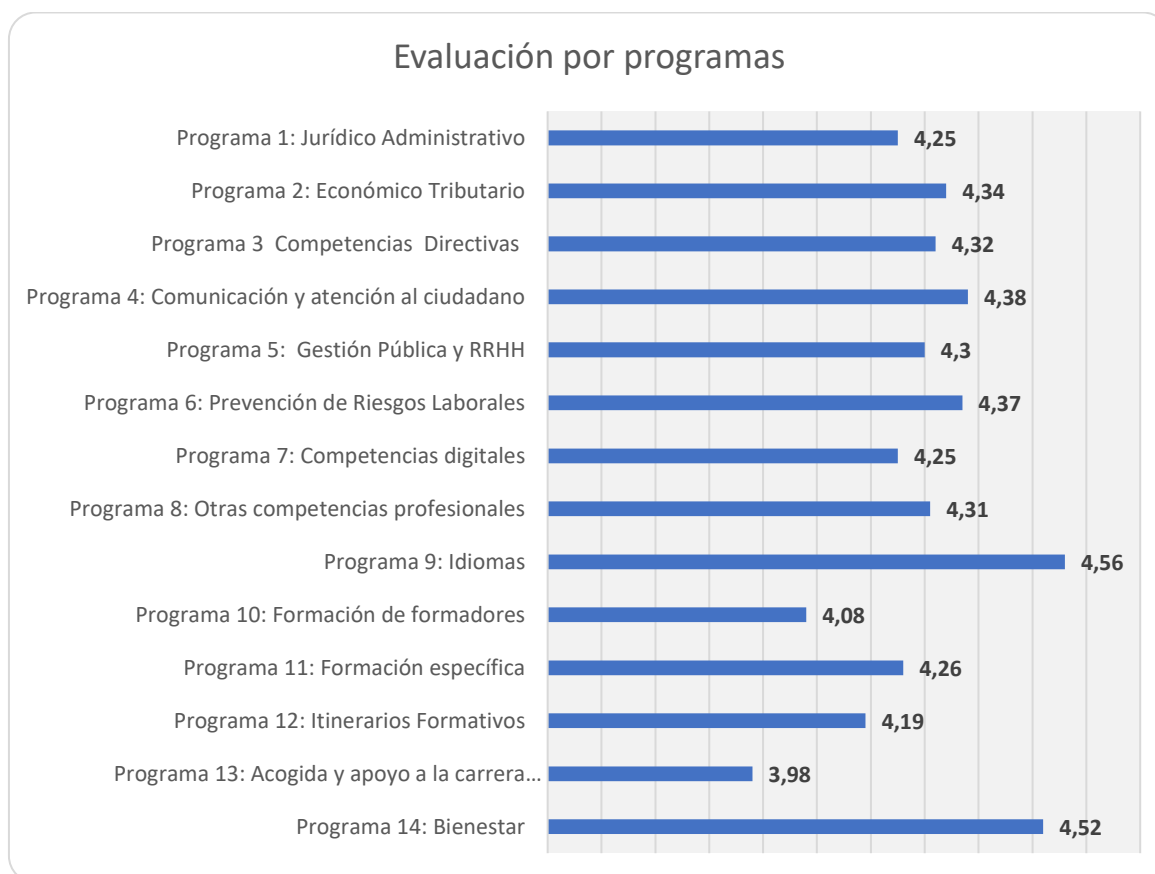 Evaluación por programas
Programa 1: Jurídico Administrativo 4,25
Programa 2: Económico Tributario 4,34
Programa 3 Competencias Directivas 4,32
Programa 4: Comunicación y atención al ciudadano 4,38
Programa 5: Gestión Pública y RRHH 4,3
Programa 6: Prevención de Riesgos Laborales 4,37
Programa 7: Competencias digitales 4,25
Programa 8: Otras competencias profesionales 4,31
Programa 9: Idiomas 4,56
Programa 10: Formación de formadores 4,08
Programa 11: Formación específica 4,26
Programa 12: Itinerarios Formativos 4,19
Programa 13: Acogida y apoyo a la carrera… 3,98
Programa 14: Bienestar 4,52